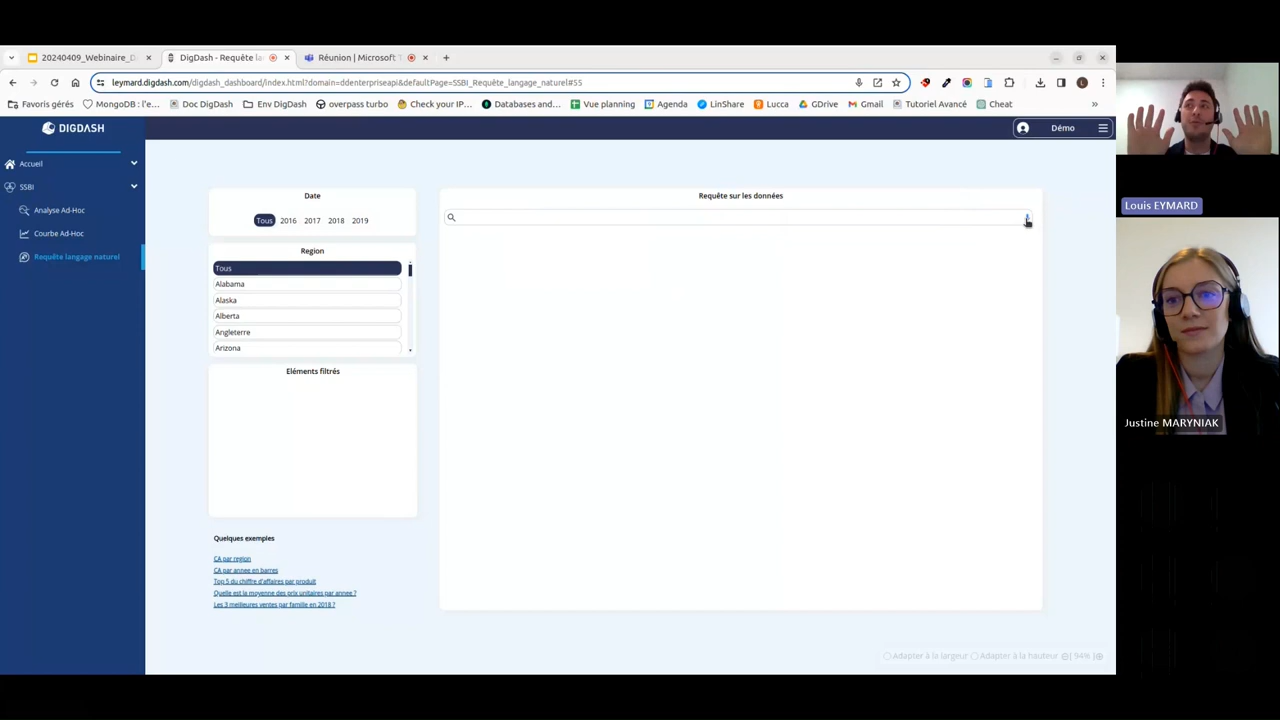 20240409_Webinaire_D
DigDash - Requête la
Réunion | Microsoft T
leymard.digdash.com/digdash_dashboard/index.html?domain=ddenterpriseapi&defaultPage=SSBI_Requête_langage_naturel#55
Favoris gérés
MongoDB : l'e…
Doc DigDash
Env DigDash
overpass turbo
Check your IP…
Databases and…
Vue planning
Agenda
LinShare
Lucca
GDrive
Gmail
Tutoriel Avancé
Cheat
»
DIGDASH
Démo
Accueil
SSBI
Analyse Ad-Hoc
Courbe Ad-Hoc
Requête langage naturel
Date
Tous 2016 2017 2018 2019
Region
Tous
Alabama
Alaska
Alberta
Angleterre
Arizona
Eléments filtrés
Quelques exemples
CA par region
CA par annee en barres
Top 5 du chiffre d'affaires par produit
Quelle est la moyenne des prix unitaires par annee ?
Les 3 meilleures ventes par famille en 2018 ?
Requête sur les données
Adapter à la largeur Adapter à la hauteur [ 94% ]
Louis EYMARD
Justine MARYNIAK